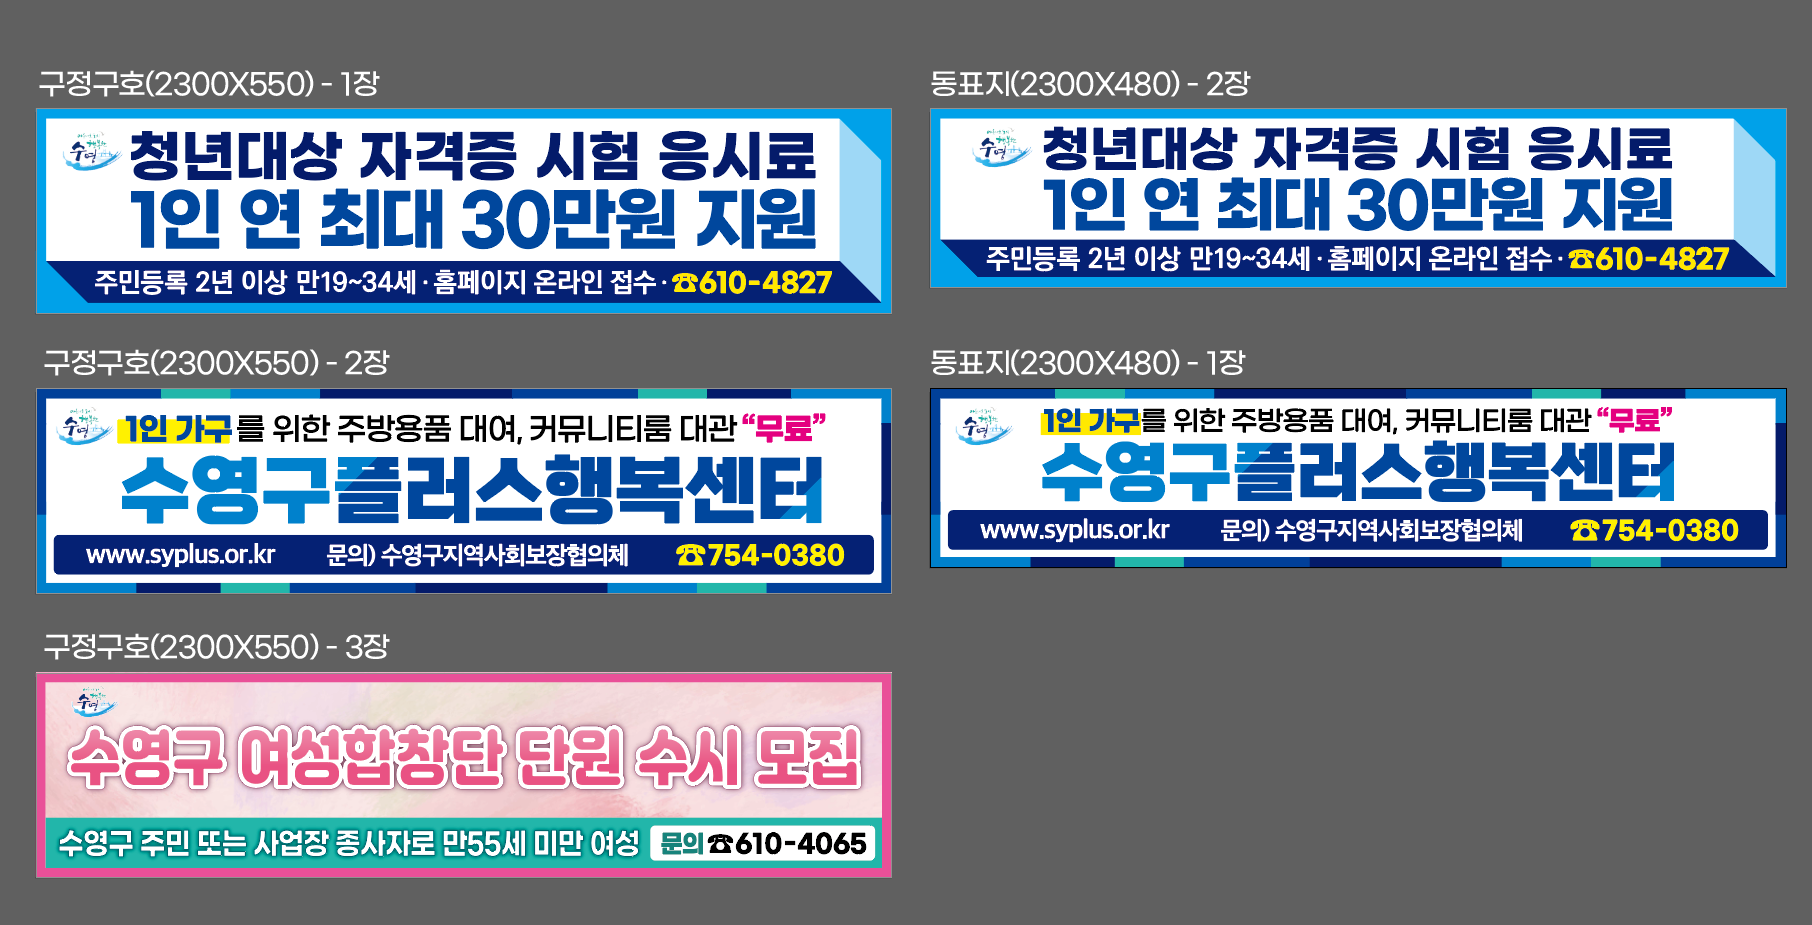 구정구호(2300X550) - 1장
수영
청년대상 자격증 시험 응시료
1인 연 최대 30만원 지원
주민등록 2년 이상 만19~34세 · 홈페이지 온라인 접수 · ☎610-4827
동표지(2300X480) - 2장
수영
청년대상 자격증 시험 응시료
1인 연 최대 30만원 지원
주민등록 2년 이상 만19~34세 · 홈페이지 온라인 접수 · ☎610-4827
구정구호(2300X550) - 2장
수영
1인 가구를 위한 주방용품 대여, 커뮤니티룸 대관 “무료”
수영구플러스행복센터
www.syplus.or.kr 문의) 수영구지역사회보장협의체 ☎754-0380
동표지(2300X480) - 1장
수영
1인 가구를 위한 주방용품 대여, 커뮤니티룸 대관 “무료”
수영구플러스행복센터
www.syplus.or.kr 문의) 수영구지역사회보장협의체 ☎754-0380
구정구호(2300X550) - 3장
수영
수영구 여성합창단 단원 수시 모집
수영구 주민 또는 사업장 종사자로 만55세 미만 여성 문의☎610-4065